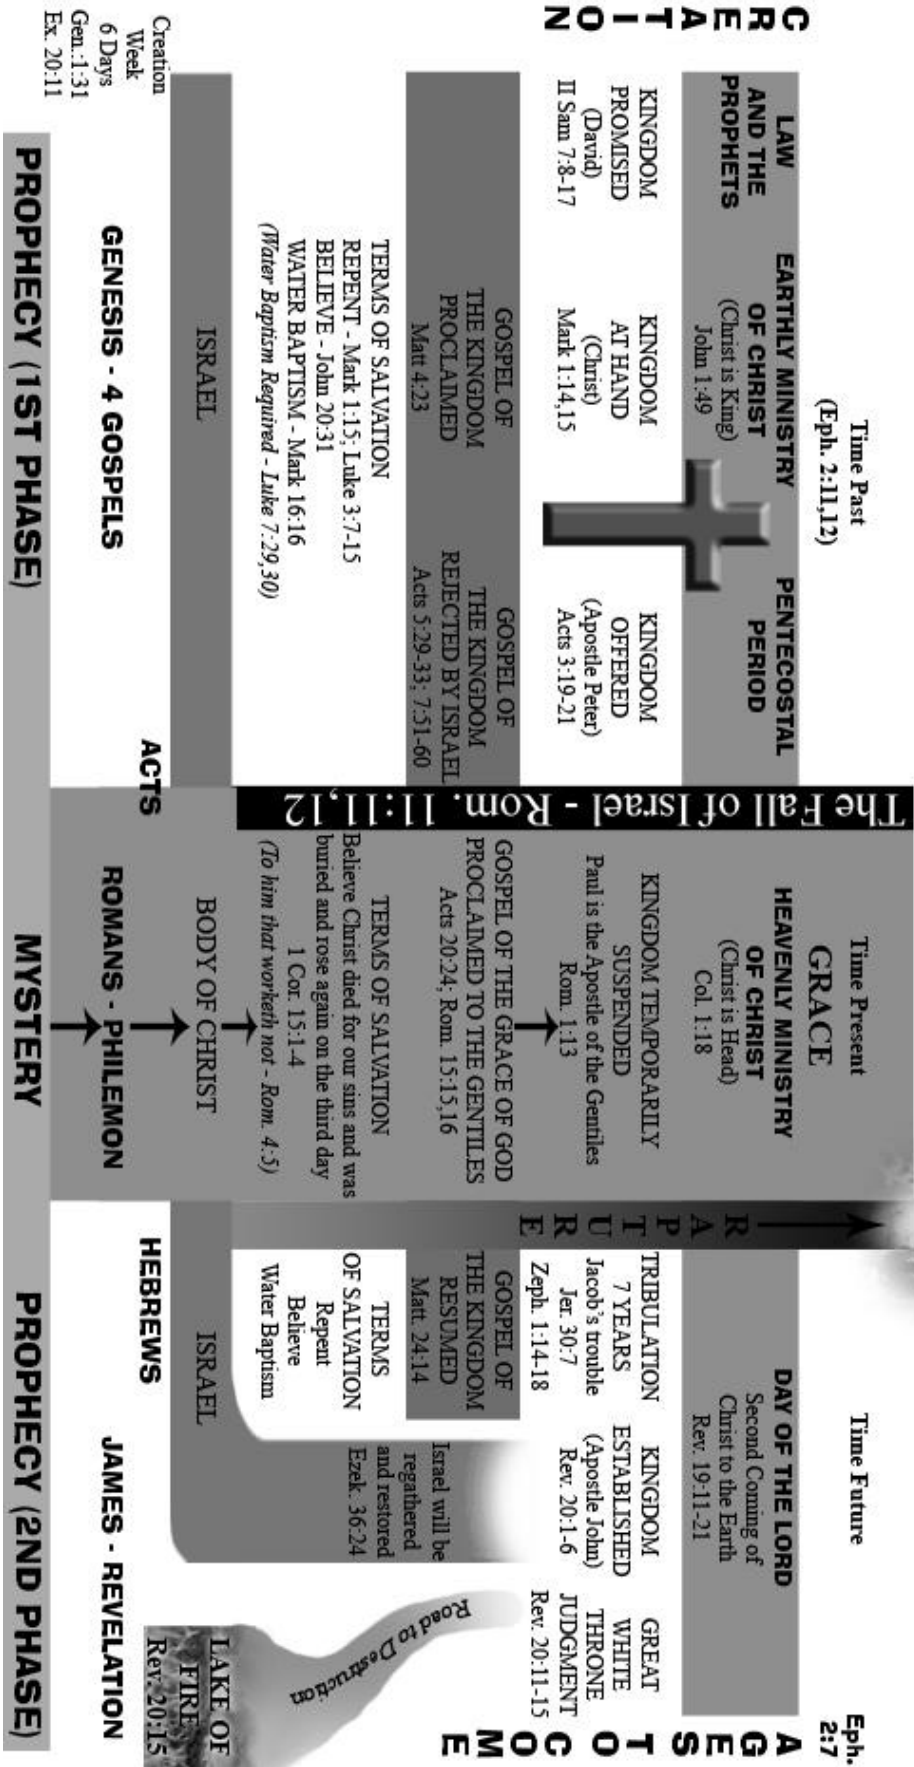 Time Past
(Eph. 2:11,12)
Time Present
GRACE
Time Future
Eph.
2:7
CREATION
LAW
AND THE
PROPHETS
EARTHLY MINISTRY
OF CHRIST
(Christ is King)
John 1:49
PENTECOSTAL
PERIOD
The Fall of Israel - Rom. 11:11,12
HEAVENLY MINISTRY
OF CHRIST
(Christ is Head)
Col. 1:18
RAPTURE
DAY OF THE LORD
Second Coming of
Christ to the Earth
Rev. 19:11-21
AGES TO COME
KINGDOM
PROMISED
(David)
II Sam 7:8-17
KINGDOM
AT HAND
(Christ)
Mark 1:14,15
KINGDOM
OFFERED
(Apostle Peter)
Acts 3:19-21
KINGDOM TEMPORARILY
SUSPENDED
Paul is the Apostle of the Gentiles
Rom. 1:13
TRIBULATION
7 YEARS
Jacob's trouble
Jer. 30:7
Zeph. 1:14-18
KINGDOM
ESTABLISHED
(Apostle John)
Rev. 20:1-6
GREAT
WHITE
THRONE
JUDGMENT
Rev. 20:11-15
GOSPEL OF
THE KINGDOM
PROCLAIMED
Matt 4:23
GOSPEL OF
THE KINGDOM
REJECTED BY ISRAEL
Acts 5:29-33; 7:51-60
GOSPEL OF THE GRACE OF GOD
PROCLAIMED TO THE GENTILES
Acts 20:24; Rom. 15:15,16
GOSPEL OF
THE KINGDOM
RESUMED
Matt. 24:14
Israel will be
regathered
and restored
Ezek. 36:24
Road to Destruction
TERMS OF SALVATION
REPENT - Mark 1:15; Luke 3:7-15
BELIEVE - John 20:31
WATER BAPTISM - Mark 16:16
(Water Baptism Required - Luke 7:29,30)
TERMS OF SALVATION
Believe Christ died for our sins and was
buried and rose again on the third day
1 Cor. 15:1-4
(To him that worketh not - Rom. 4:5)
TERMS
OF SALVATION
Repent
Believe
Water Baptism
LAKE OF
FIRE
Rev. 20:15
Creation
Week
6 Days
Gen.:1:31
Ex. 20:11
ISRAEL
BODY OF CHRIST
ISRAEL
ACTS
HEBREWS
GENESIS - 4 GOSPELS
ROMANS - PHILEMON
JAMES - REVELATION
PROPHECY (1ST PHASE)
MYSTERY
PROPHECY (2ND PHASE)